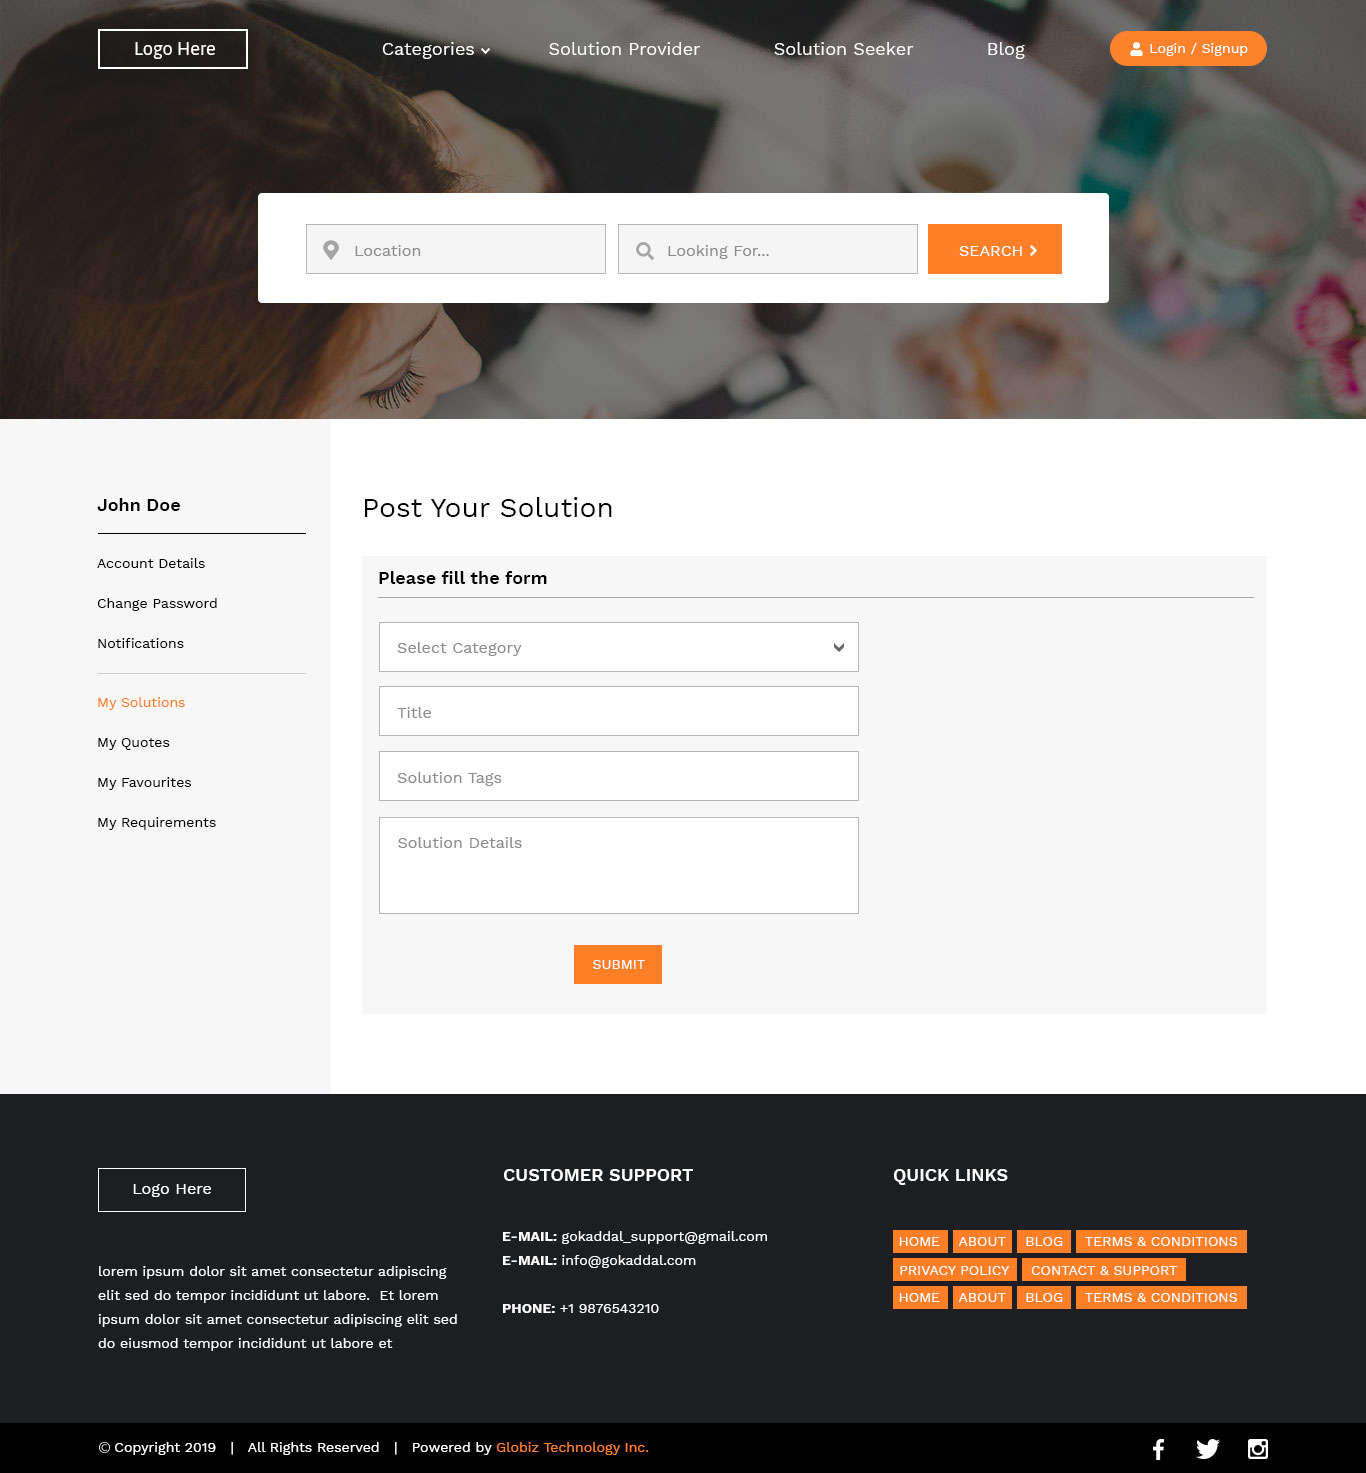 Logo Here
Categories
Solution Provider
Solution Seeker
Blog
Login / Signup
Location
Looking For...
SEARCH
John Doe
Account Details
Change Password
Notifications
My Solutions
My Quotes
My Favourites
My Requirements
Post Your Solution
Please fill the form
Select Category
Title
Solution Tags
Solution Details
SUBMIT
Logo Here
lorem ipsum dolor sit amet consectetur adipiscing
elit sed do tempor incididunt ut labore.  Et lorem
ipsum dolor sit amet consectetur adipiscing elit sed
do eiusmod tempor incididunt ut labore et
CUSTOMER SUPPORT
E-MAIL: gokaddal_support@gmail.com
E-MAIL: info@gokaddal.com
PHONE: +1 9876543210
QUICK LINKS
HOME ABOUT BLOG TERMS & CONDITIONS
PRIVACY POLICY CONTACT & SUPPORT
HOME ABOUT BLOG TERMS & CONDITIONS
© Copyright 2019 | All Rights Reserved | Powered by Globiz Technology Inc.